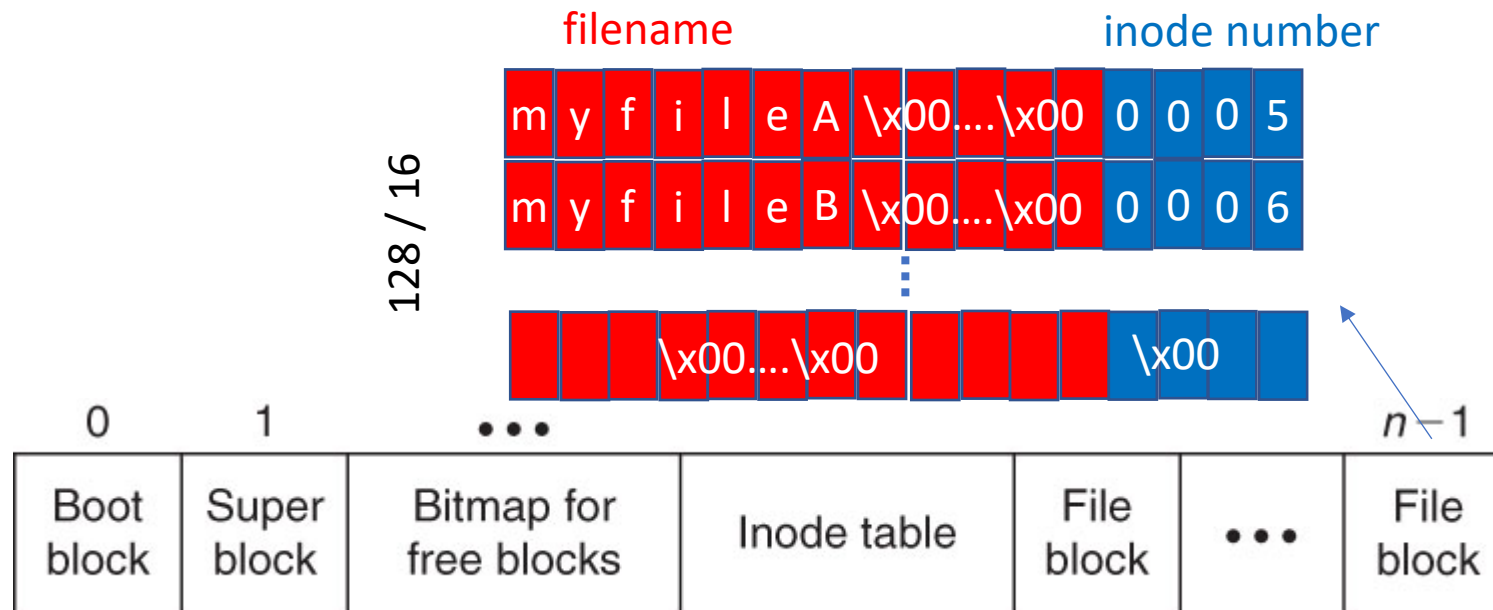 filename inode number
m y f i l e A \x00....\x00 0 0 0 5
m y f i l e B \x00....\x00 0 0 0 6
128 / 16
\x00....\x00 \x00
0 1 ••• n – 1
Boot block
Super block
Bitmap for free blocks
Inode table
File block
•••
File block